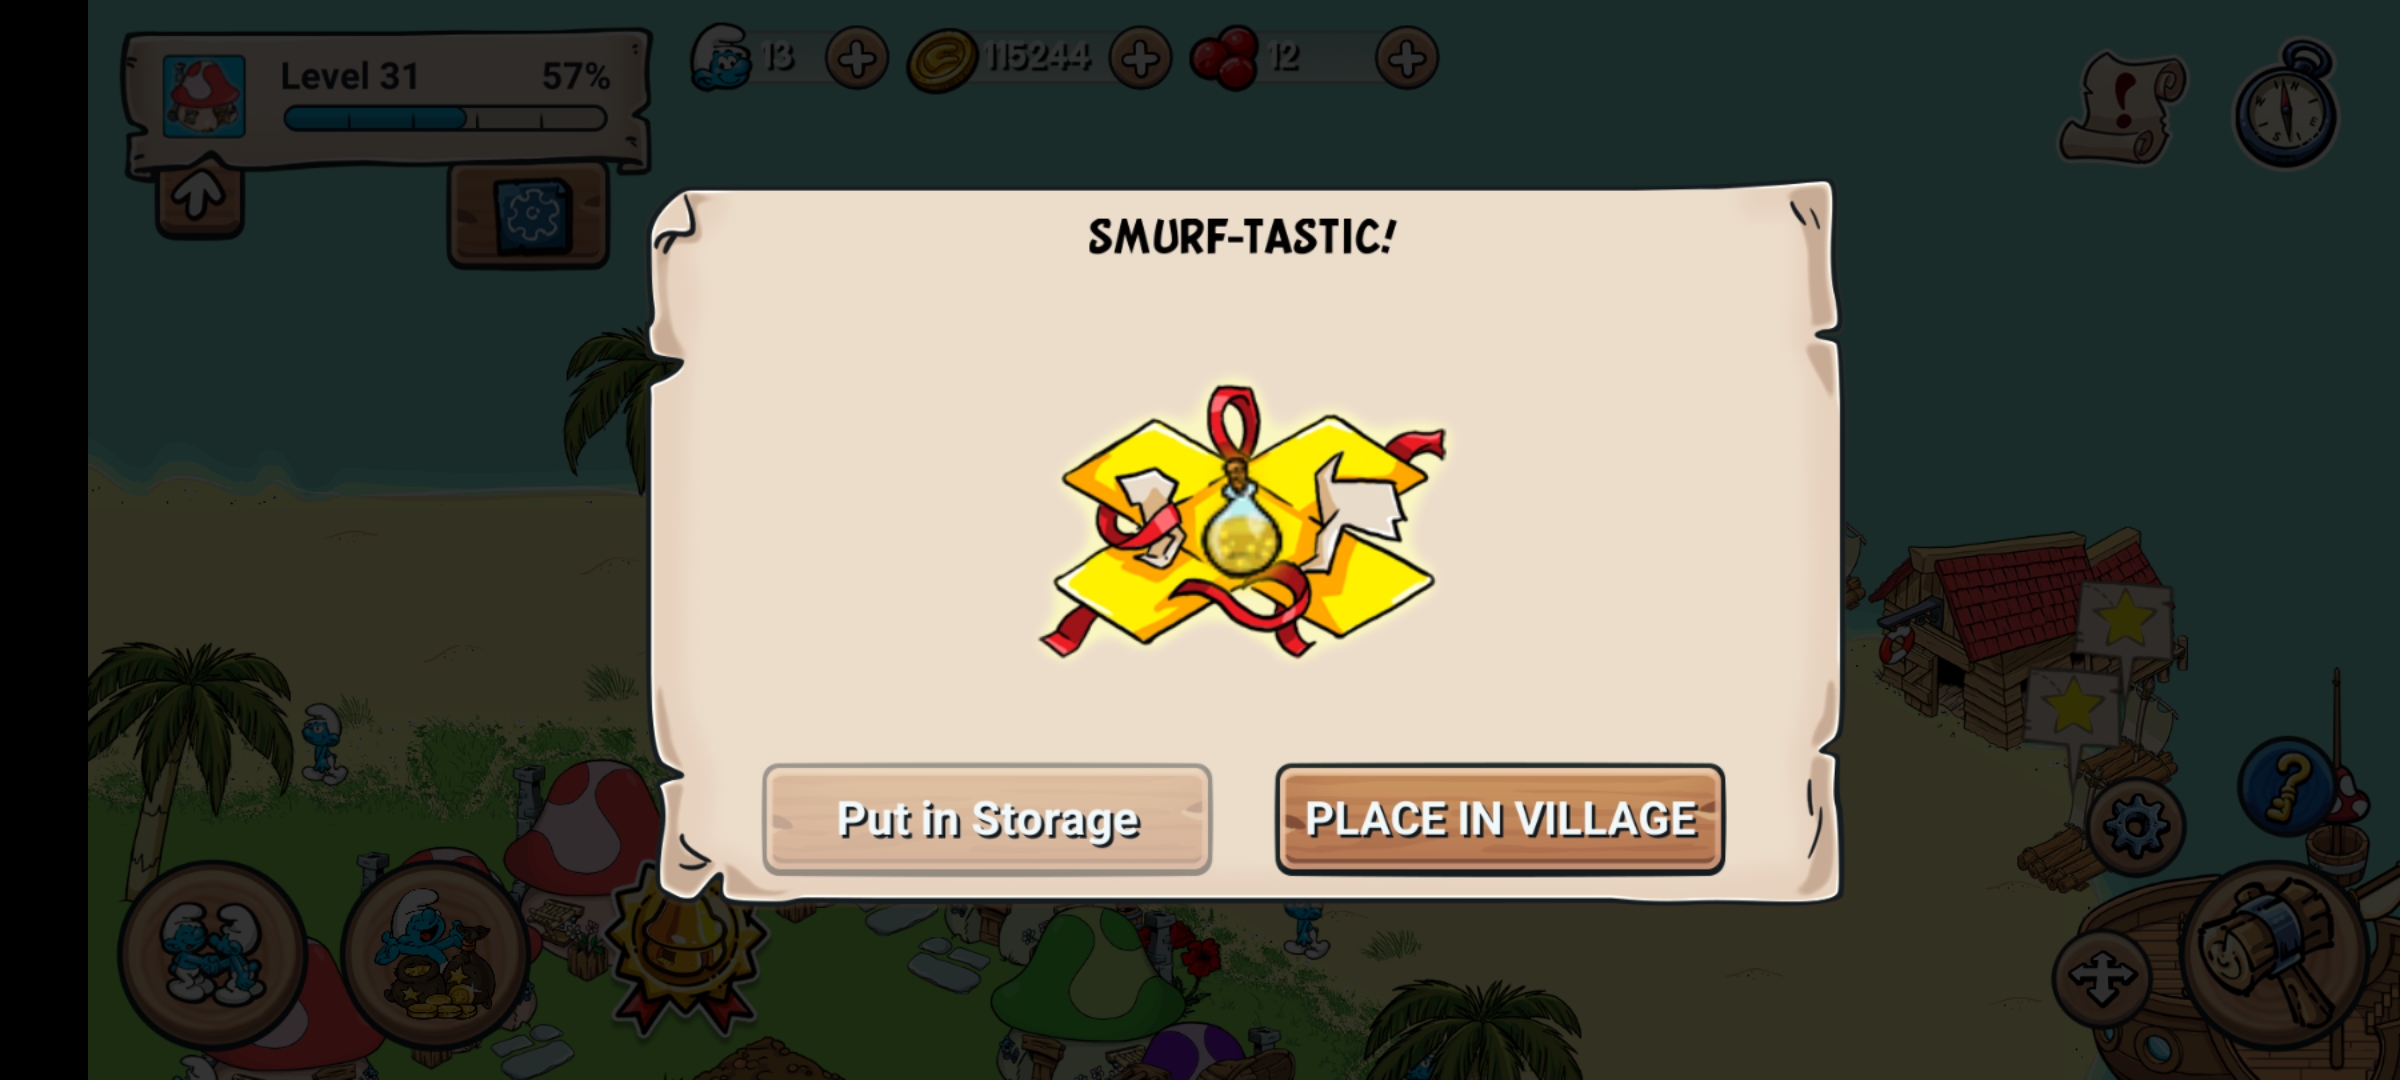 Level 31
57%
13
115244
12
SMURF-TASTIC!
Put in Storage
PLACE IN VILLAGE